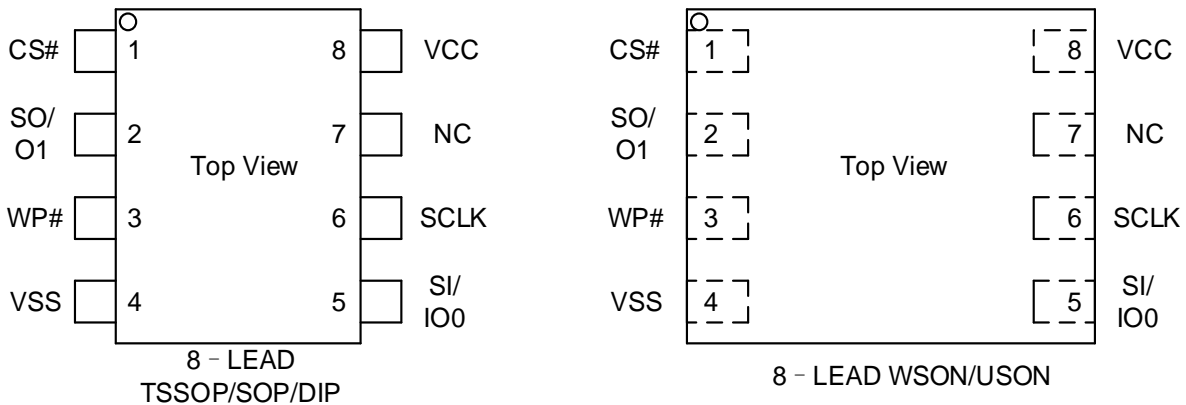 CS# 1 8 VCC
SO/
O1 2 7 NC
Top View
WP# 3 6 SCLK
VSS 4 5 SI/
IO0
8 - LEAD
TSSOP/SOP/DIP
CS# 1 8 VCC
SO/
O1 2 7 NC
Top View
WP# 3 6 SCLK
VSS 4 5 SI/
IO0
8 - LEAD WSON/USON